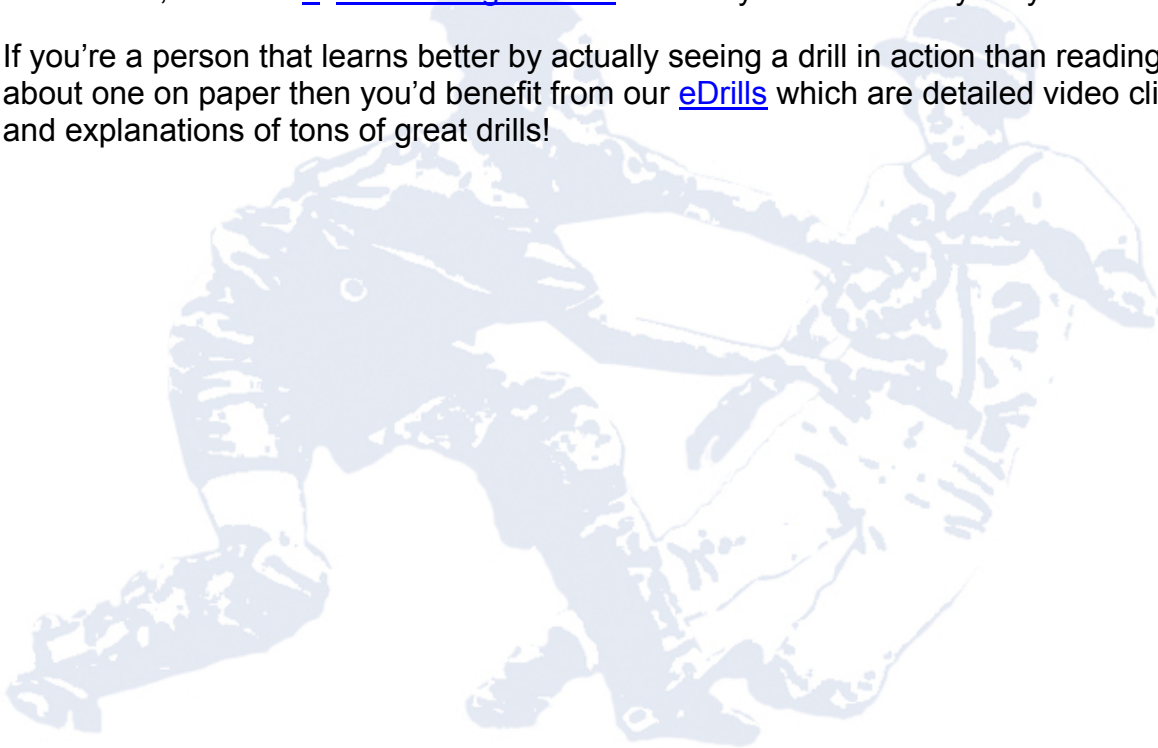 If you’re a person that learns better by actually seeing a drill in action than reading
about one on paper then you’d benefit from our eDrills which are detailed video cli
and explanations of tons of great drills!
2